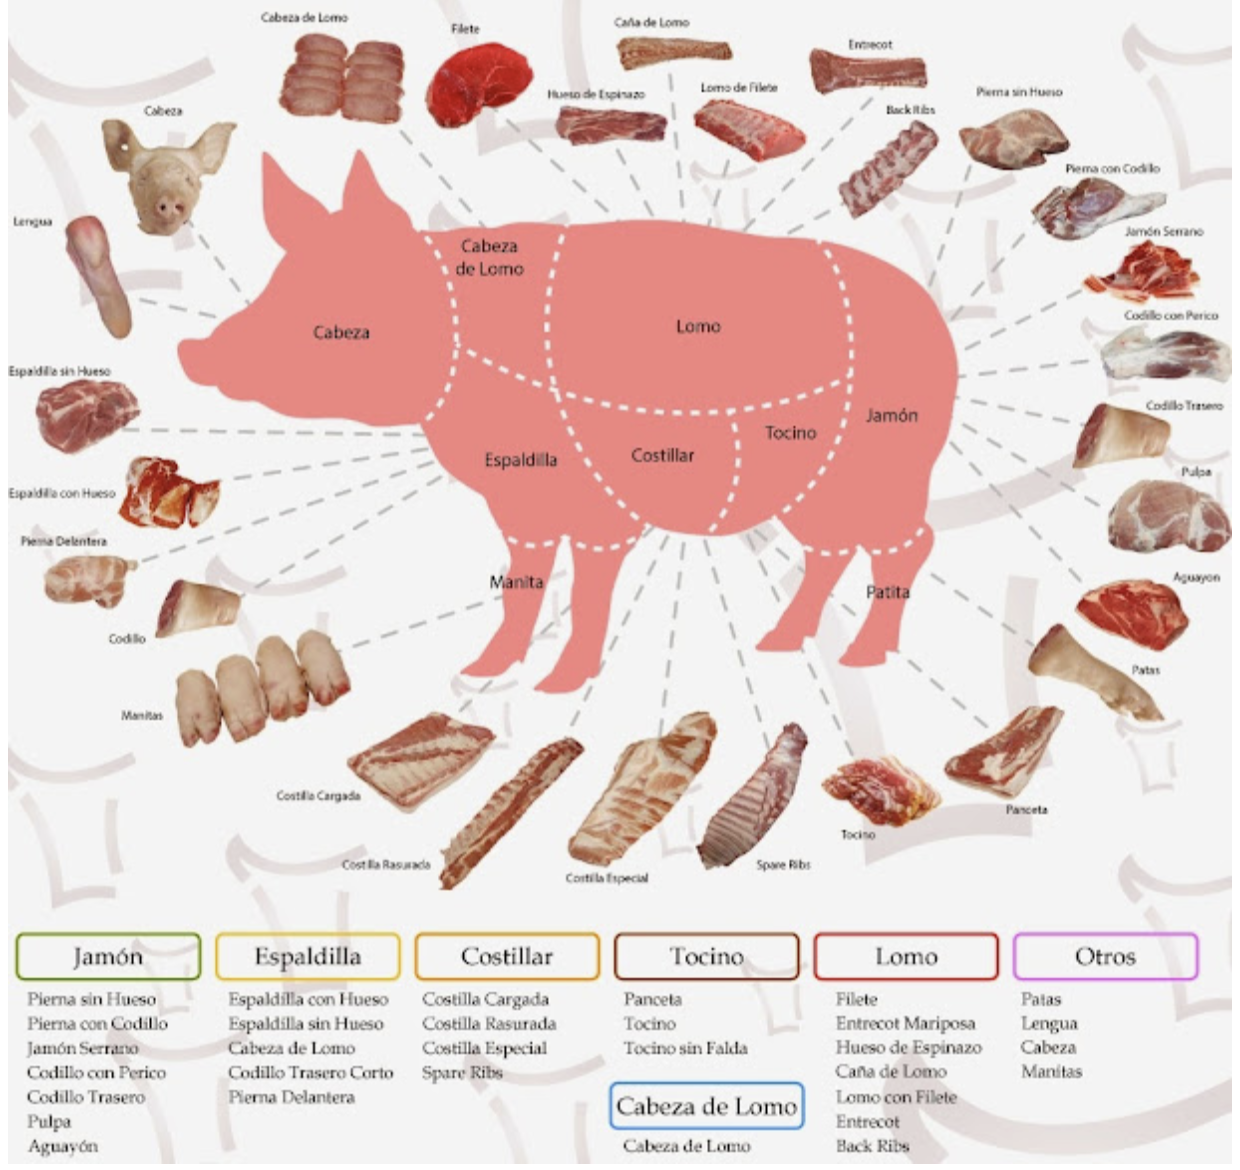 Cabeza de Lomo
Filete
Caña de Lomo
Entrecot
Hueso de Espinazo
Lomo de Filete
Back Ribs
Pierna sin Hueso
Cabeza
Pierna con Codillo
Lengua
Jamón Serrano
Cabeza
de Lomo
Codillo con Perico
Cabeza
Lomo
Espaldilla sin Hueso
Codillo Trasero
Jamón
Tocino
Costillar
Espaldilla
Pulpa
Espaldilla con Hueso
Pierna Delantera
Manita
Patita
Aguayon
Codillo
Patas
Manitas
Costilla Cargada
Panceta
Tocino
Costilla Rasurada
Spare Ribs
Costilla Especial
Jamón
Pierna sin Hueso
Pierna con Codillo
Jamón Serrano
Codillo con Perico
Codillo Trasero
Pulpa
Aguayón
Espaldilla
Espaldilla con Hueso
Espaldilla sin Hueso
Cabeza de Lomo
Codillo Trasero Corto
Pierna Delantera
Costillar
Costilla Cargada
Costilla Rasurada
Costilla Especial
Spare Ribs
Tocino
Panceta
Tocino
Tocino sin Falda
Cabeza de Lomo
Cabeza de Lomo
Lomo
Filete
Entrecot Mariposa
Hueso de Espinazo
Caña de Lomo
Lomo con Filete
Entrecot
Back Ribs
Otros
Patas
Lengua
Cabeza
Manitas